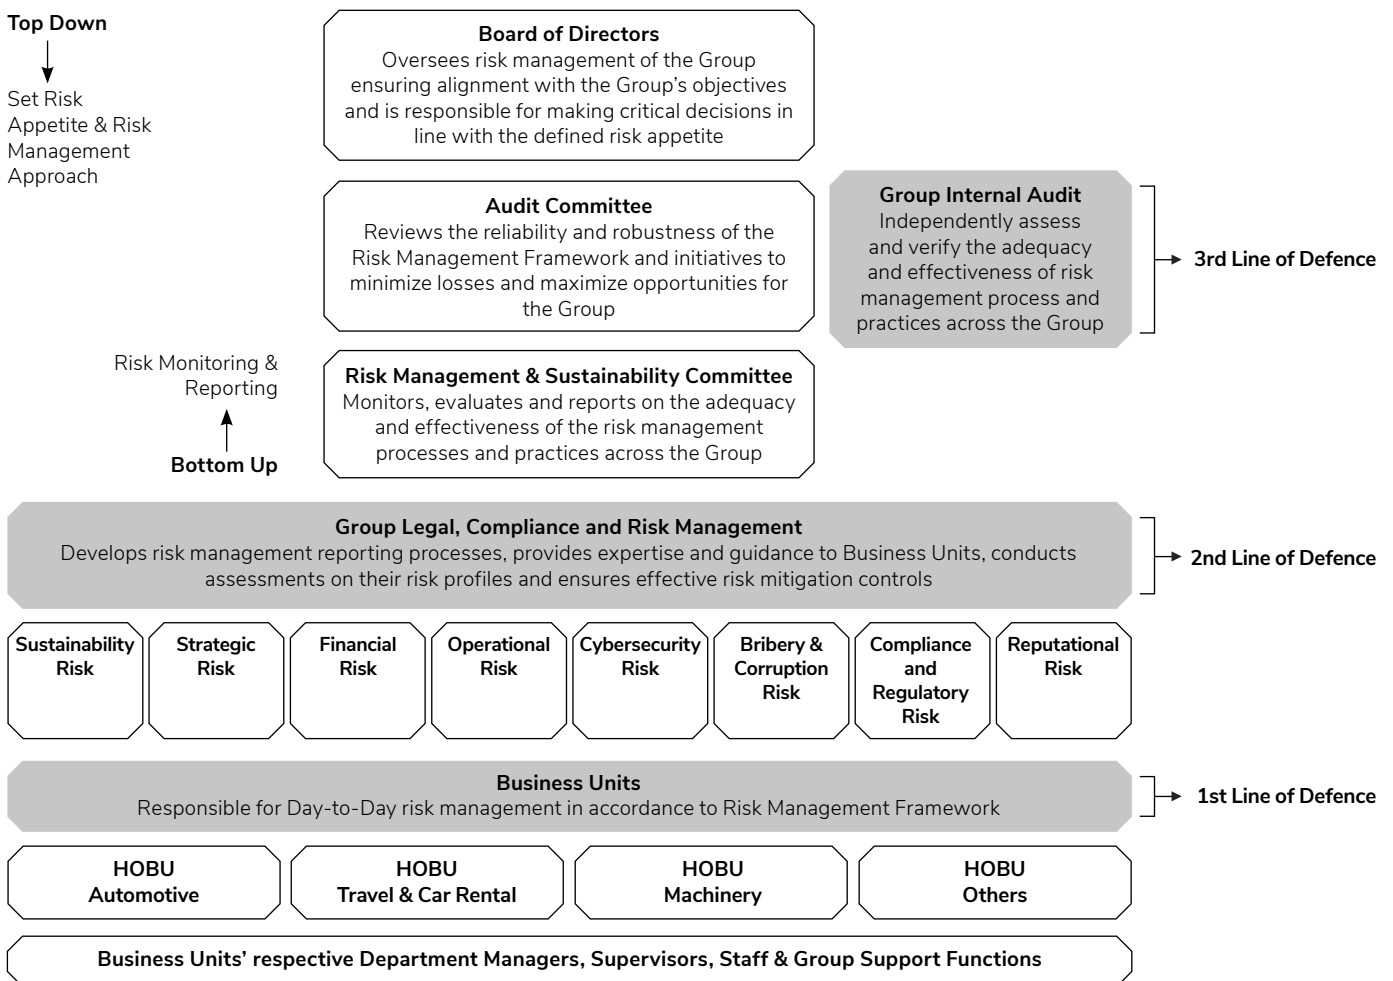 Top Down
Set Risk
Appetite & Risk
Management
Approach
Board of Directors
Oversees risk management of the Group
ensuring alignment with the Group’s objectives
and is responsible for making critical decisions in
line with the defined risk appetite
Audit Committee
Reviews the reliability and robustness of the
Risk Management Framework and initiatives to
minimize losses and maximize opportunities for
the Group
Group Internal Audit
Independently assess
and verify the adequacy
and effectiveness of risk
management process and
practices across the Group
3rd Line of Defence
Risk Monitoring &
Reporting
Bottom Up
Risk Management & Sustainability Committee
Monitors, evaluates and reports on the adequacy
and effectiveness of the risk management
processes and practices across the Group
Group Legal, Compliance and Risk Management
Develops risk management reporting processes, provides expertise and guidance to Business Units, conducts
assessments on their risk profiles and ensures effective risk mitigation controls
2nd Line of Defence
Sustainability
Risk
Strategic
Risk
Financial
Risk
Operational
Risk
Cybersecurity
Risk
Bribery &
Corruption
Risk
Compliance
and
Regulatory
Risk
Reputational
Risk
Business Units
Responsible for Day-to-Day risk management in accordance to Risk Management Framework
1st Line of Defence
HOBU
Automotive
HOBU
Travel & Car Rental
HOBU
Machinery
HOBU
Others
Business Units’ respective Department Managers, Supervisors, Staff & Group Support Functions